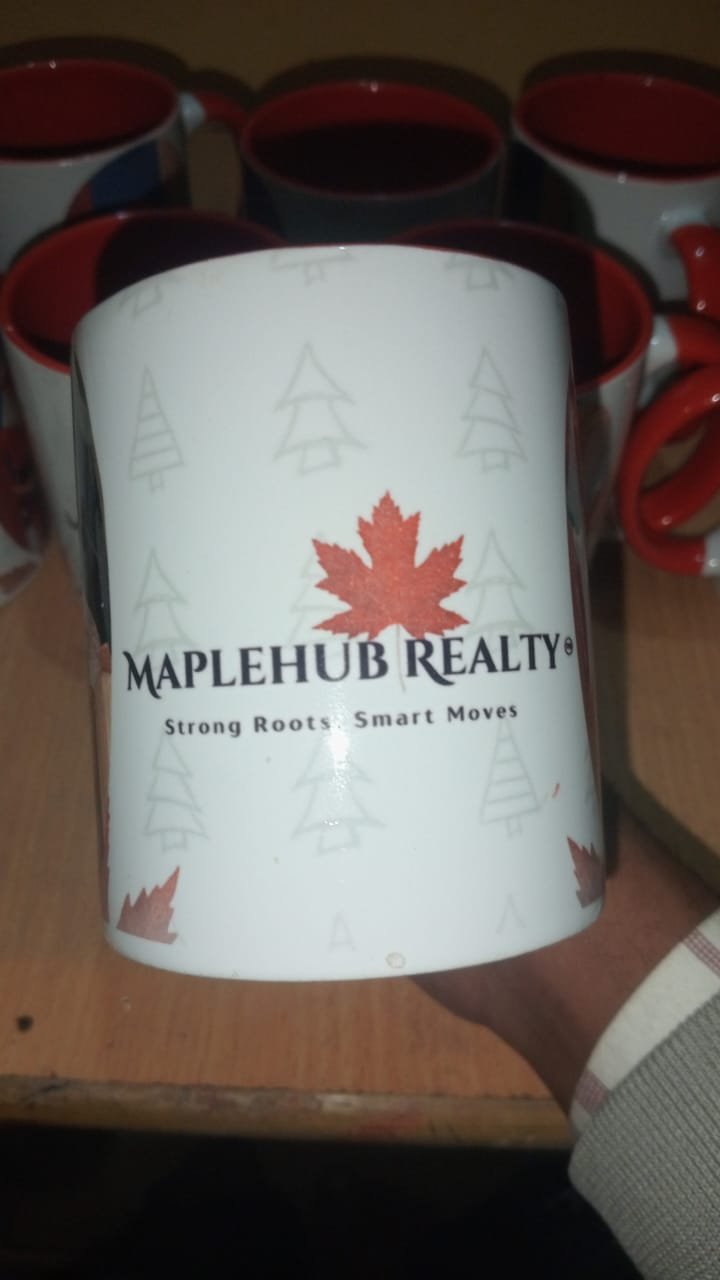 MAPLEHUB REALTY
Strong Roots, Smart Moves